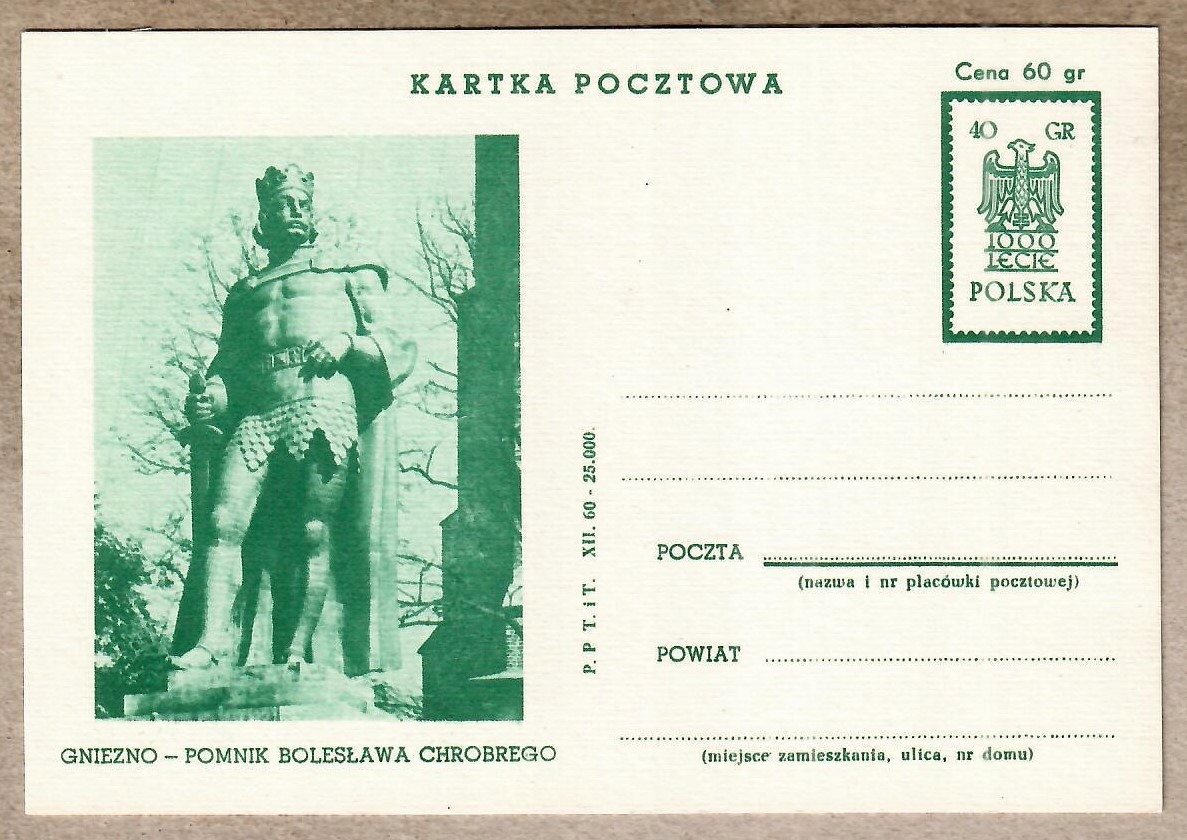 KARTKA POCZTOWA
Cena 60 gr
40 GR
1000
LECIE
POLSKA
P. P T. i T. XII. 60 - 25.000.
POCZTA
(nazwa i nr placówki pocztowej)
POWIAT
(miejsce zamieszkania, ulica, nr domu)
GNIEZNO – POMNIK BOLESŁAWA CHROBREGO